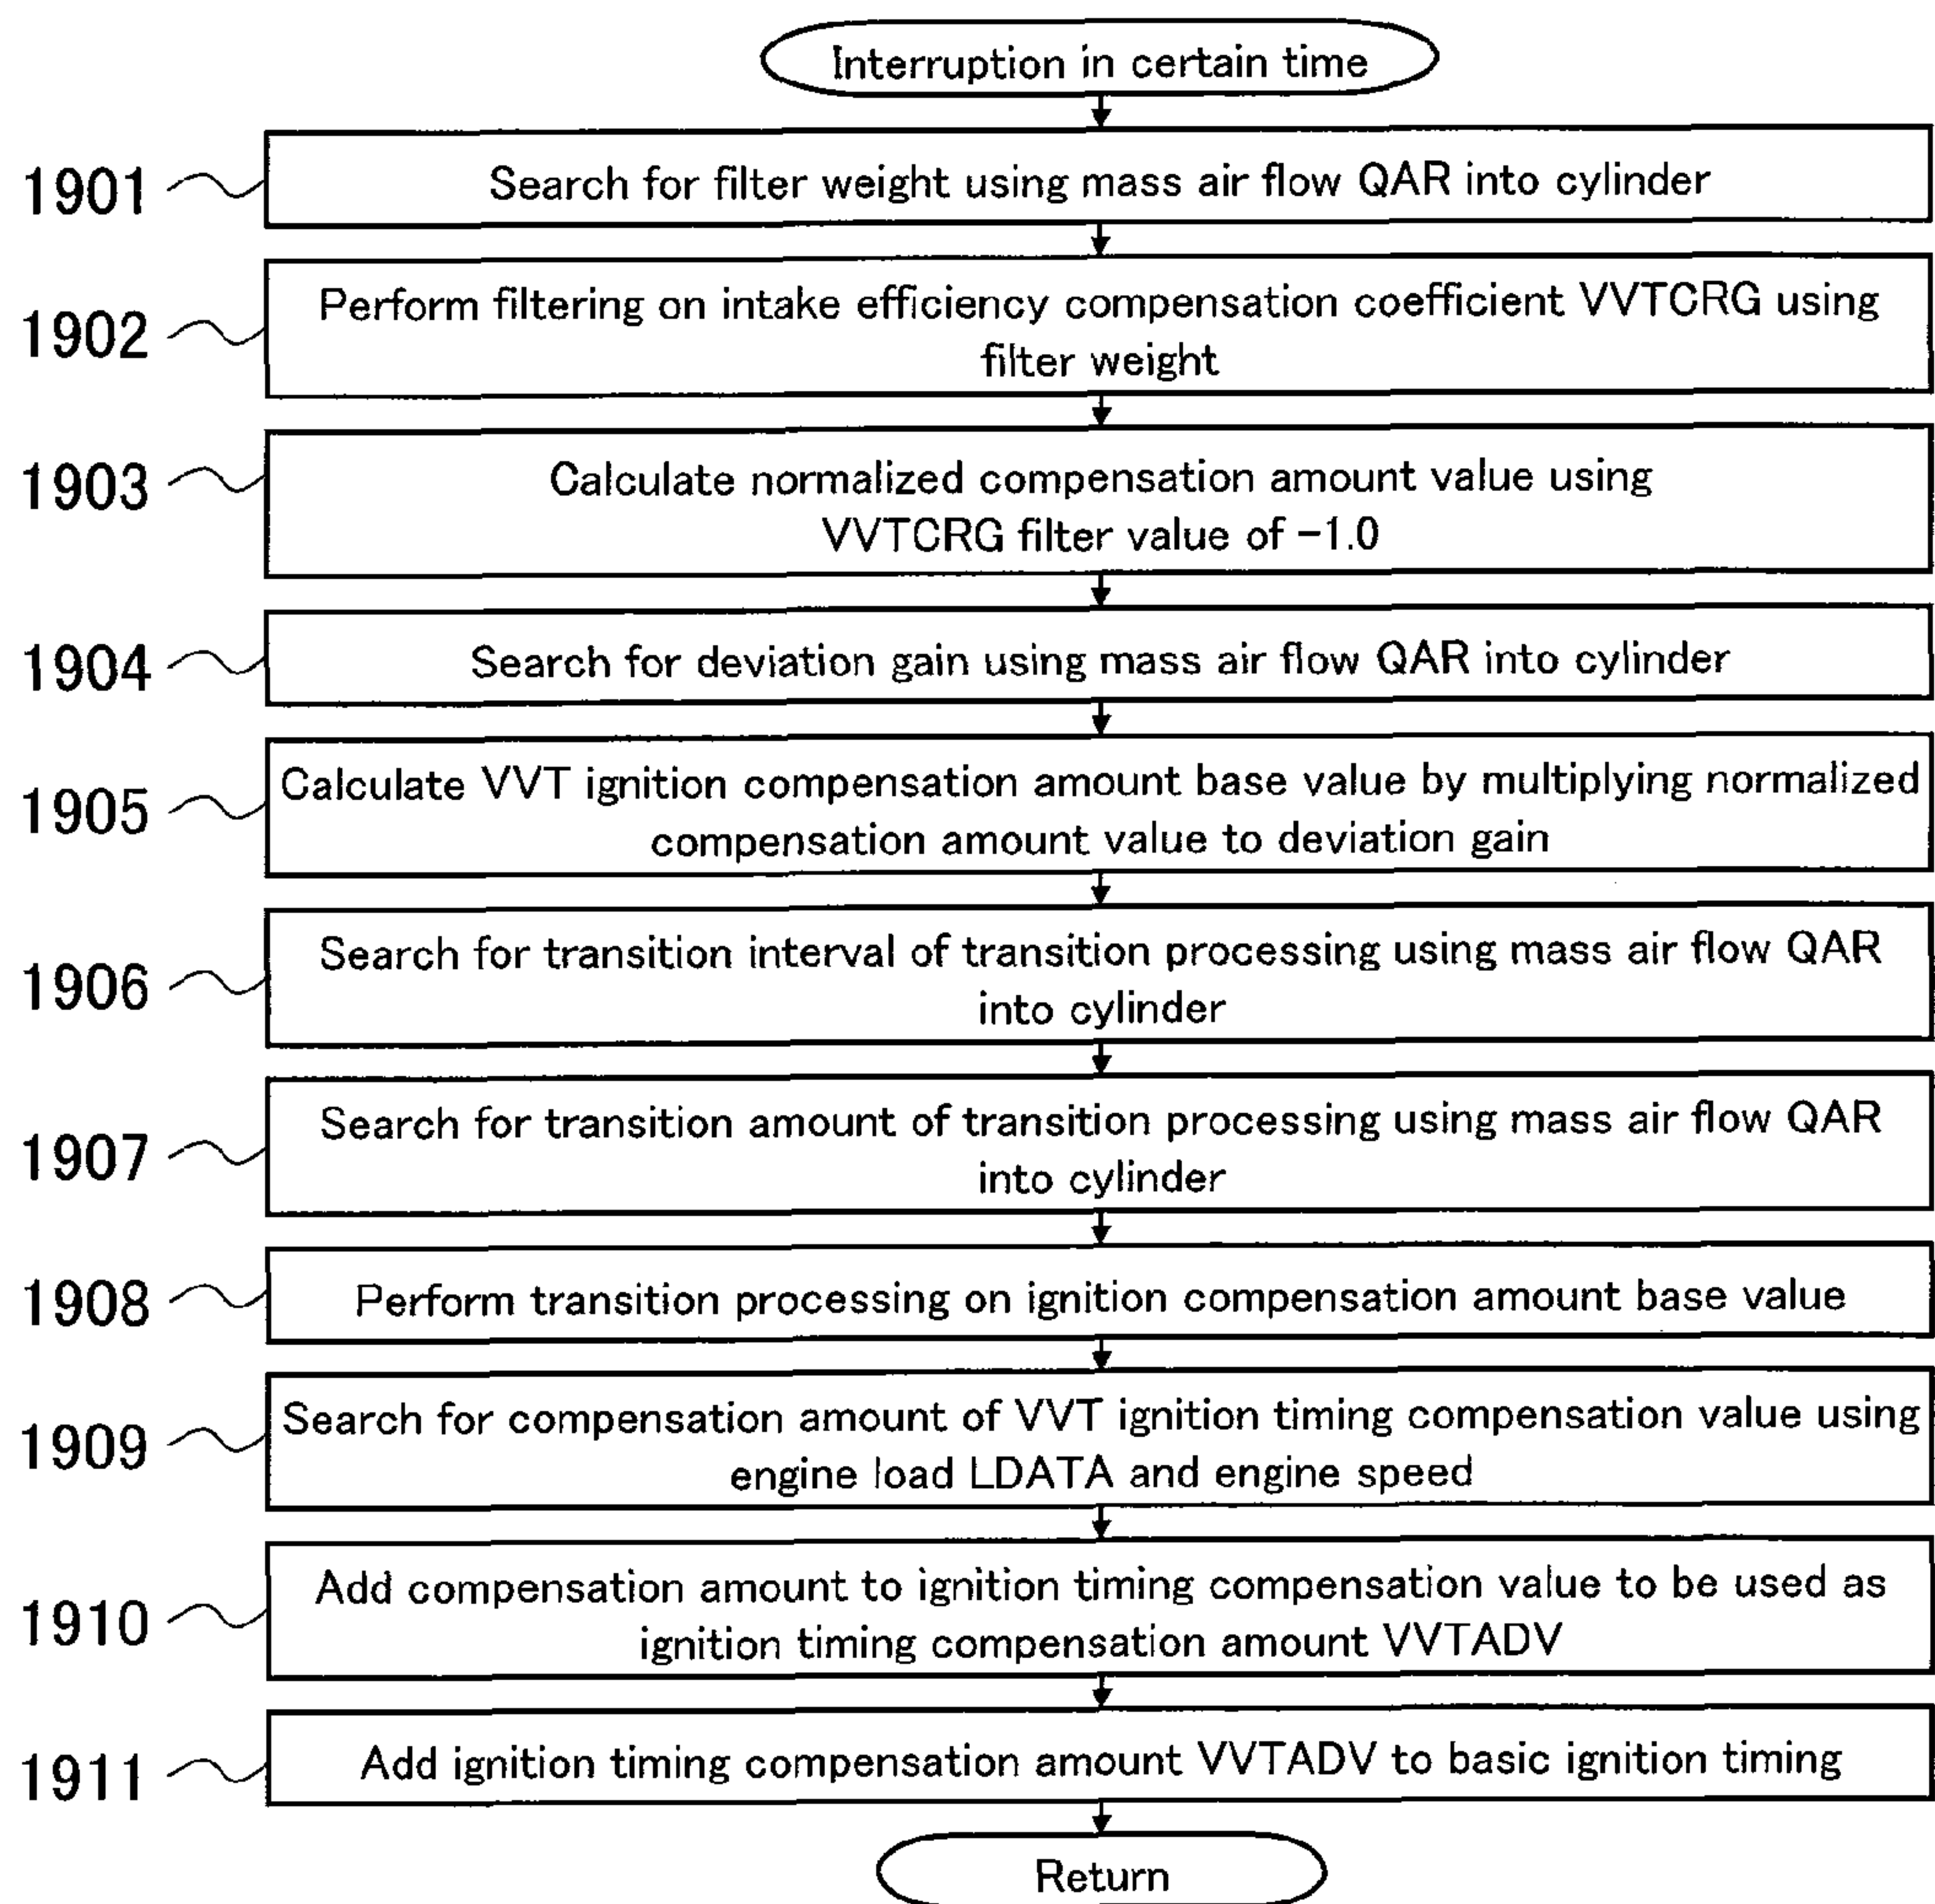 Interruption in certain time
1901
Search for filter weight using mass air flow QAR into cylinder
1902
Perform filtering on intake efficiency compensation coefficient VVTCRG using
filter weight
1903
Calculate normalized compensation amount value using
VVTCRG filter value of -1.0
1904
Search for deviation gain using mass air flow QAR into cylinder
1905
Calculate VVT ignition compensation amount base value by multiplying normalized
compensation amount value to deviation gain
1906
Search for transition interval of transition processing using mass air flow QAR
into cylinder
1907
Search for transition amount of transition processing using mass air flow QAR
into cylinder
1908
Perform transition processing on ignition compensation amount base value
1909
Search for compensation amount of VVT ignition timing compensation value using
engine load LDATA and engine speed
1910
Add compensation amount to ignition timing compensation value to be used as
ignition timing compensation amount VVTADV
1911
Add ignition timing compensation amount VVTADV to basic ignition timing
Return